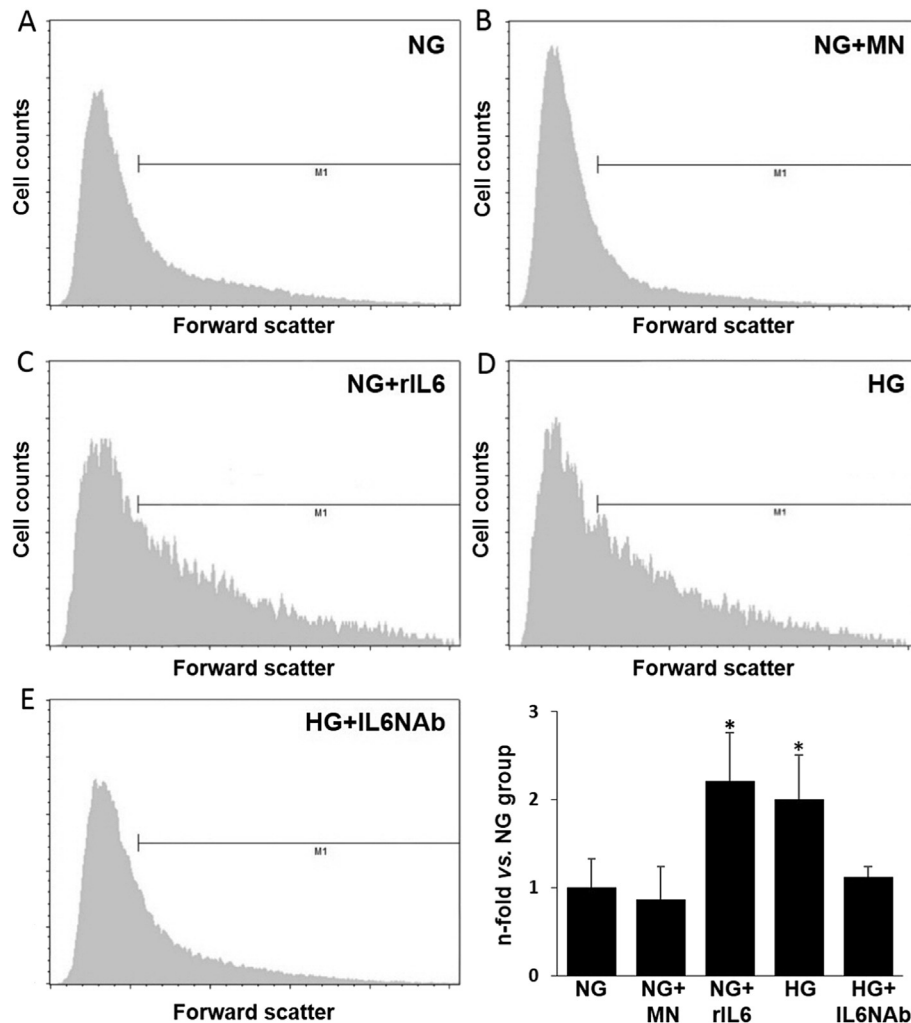 A
NG
Cell counts
M1
Forward scatter
B
NG+MN
Cell counts
M1
Forward scatter
C
NG+rIL6
Cell counts
M1
Forward scatter
D
HG
Cell counts
M1
Forward scatter
E
HG+IL6NAb
M1
Forward scatter
n-fold vs. NG group
3
2
1
0
*
*
NG
NG+
MN
NG+
rIL6
HG
HG+
IL6NAb